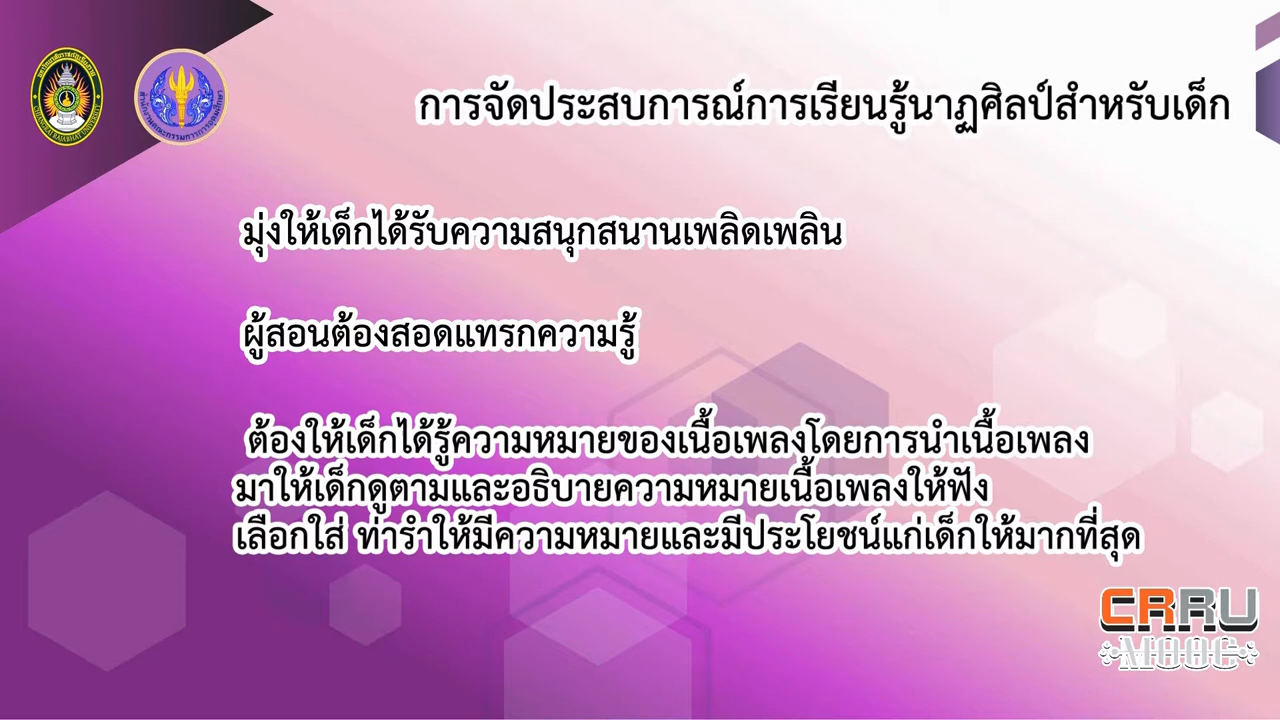 การจัดประสบการณ์การเรียนรู้นาฏศิลป์สำหรับเด็ก
มุ่งให้เด็กได้รับความสนุกสนานเพลิดเพลิน
ผู้สอนต้องสอดแทรกความรู้
ต้องให้เด็กได้รู้ความหมายของเนื้อเพลงโดยการนำเนื้อเพลง
มาให้เด็กดูตามและอธิบายความหมายเนื้อเพลงให้ฟัง
เลือกใส่ ท่ารำให้มีความหมายและมีประโยชน์แก่เด็กให้มากที่สุด
CRRU
MOOC